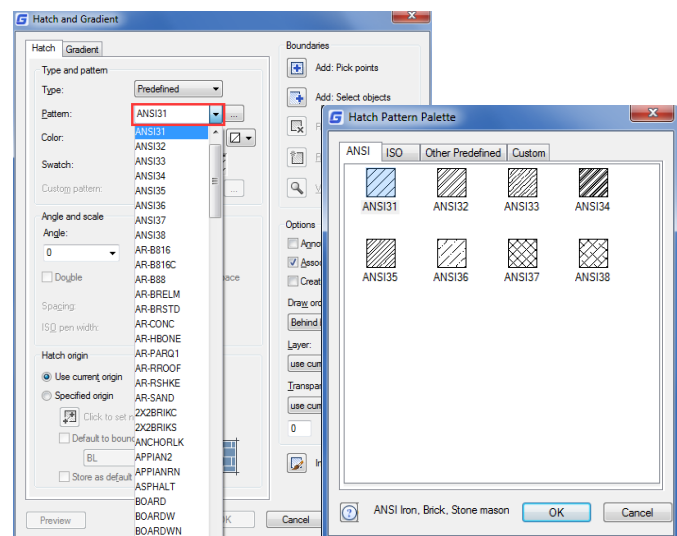 Hatch and Gradient
Hatch Gradient
Type and pattern
Type: Predefined
Pattern: ANSI31 ...
Color:
Swatch:
Custom pattern: ...
ANSI31
ANSI32
ANSI33
ANSI34
ANSI35
ANSI36
ANSI37
ANSI38
AR-B816
AR-B816C
AR-B88
AR-BRELM
AR-BRSTD
AR-CONC
AR-HBONE
AR-PARQ1
AR-RROOF
AR-RSHKE
AR-SAND
2X2BRIKC
2X2BRIKS
ANCHORLK
APPIAN2
APPIANRN
ASPHALT
BOARD
BOARDW
BOARDWN
Angle and scale
Angle:
0
Double
Spacing:
ISO pen width:
Hatch origin
Use current origin
Specified origin
Click to set
Default to
BL
Store as default
Preview
Cancel
Boundaries
Add: Pick points
Add: Select objects
Options
Draw
Behind
Layer:
use
use
0
Hatch Pattern Palette
ANSI ISO Other Predefined Custom
ANSI31 ANSI32 ANSI33 ANSI34
ANSI35 ANSI36 ANSI37 ANSI38
? ANSI Iron, Brick, Stone mason OK Cancel